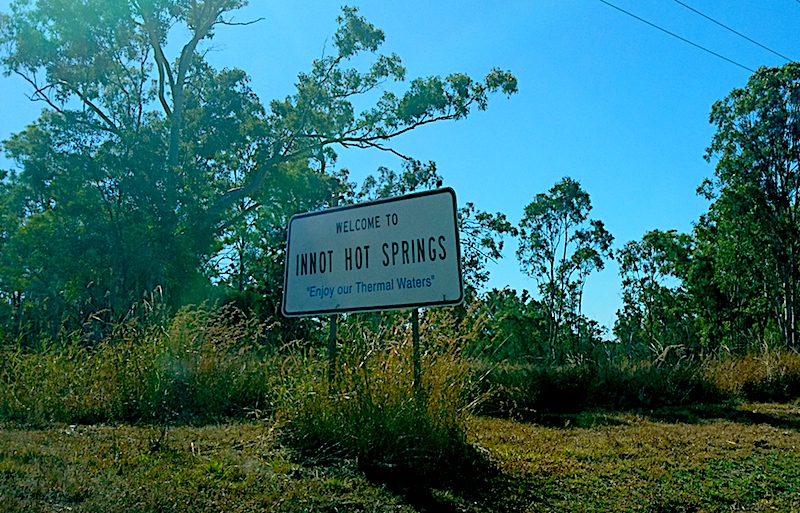 WELCOME TO
INNOT HOT SPRINGS
"Enjoy our Thermal Waters"